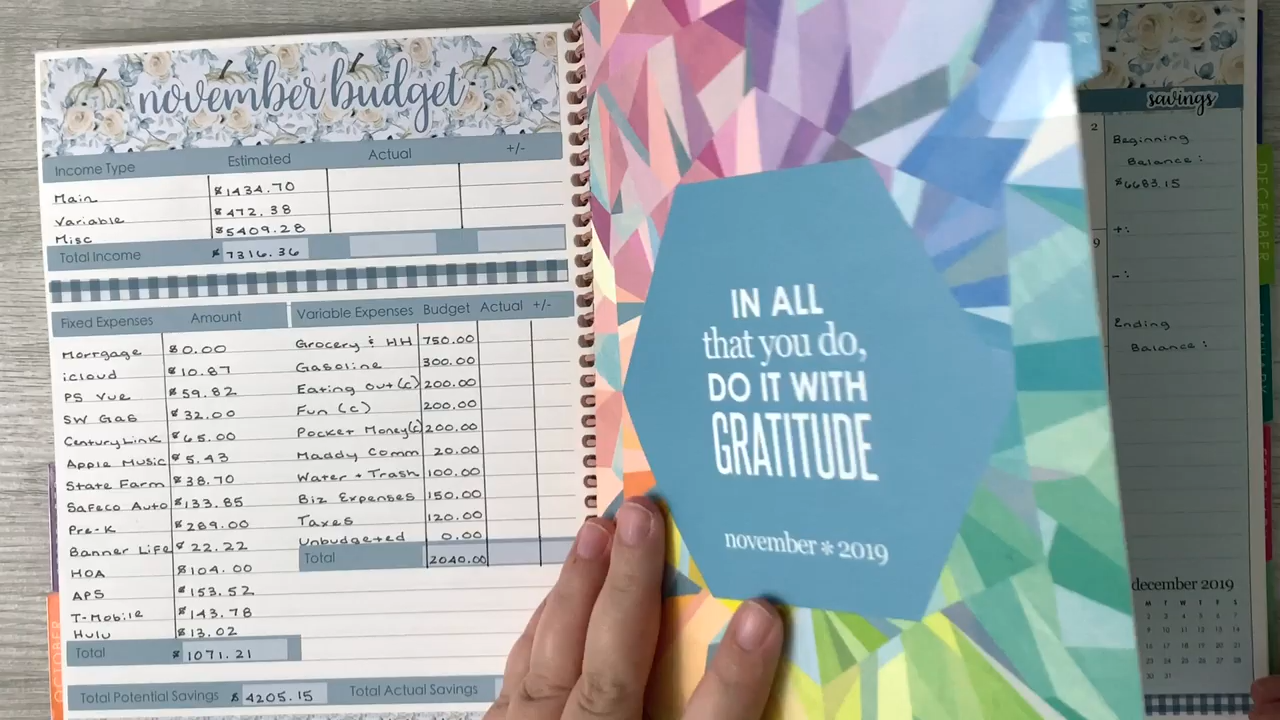 november budget
Income Type Estimated Actual +/-
Main $1434.70
Variable $472.38
Misc $5409.28
Total Income $7316.36
Fixed Expenses Amount
Mortgage $0.00
icloud $10.87
PS Vue $59.82
SW Gas $32.00
CenturyLink $65.00
Apple Music $5.43
State Farm $38.70
Safeco Auto $133.85
Pre-K $289.00
Banner Life $22.22
HOA $104.00
APS $153.52
T-Mobile $143.78
Hulu $13.02
Total $1071.21
Variable Expenses Budget Actual +/-
Grocery & HH 750.00
Gasoline 300.00
Eating out (c) 200.00
Fun (c) 200.00
Pocket Money(c) 200.00
Maddy Comm 20.00
Water + Trash 100.00
Biz Expenses 150.00
Taxes 120.00
Unbudgeted 0.00
Total 2040.00
Total Potential Savings $4205.15 Total Actual Savings
OCTOBER
IN ALL
that you do,
DO IT WITH
GRATITUDE
november * 2019
savings
2
Beginning
Balance:
$6683.15
+:
9
-:
Ending
Balance:
december 2019
M T W T F S
DECEMBER